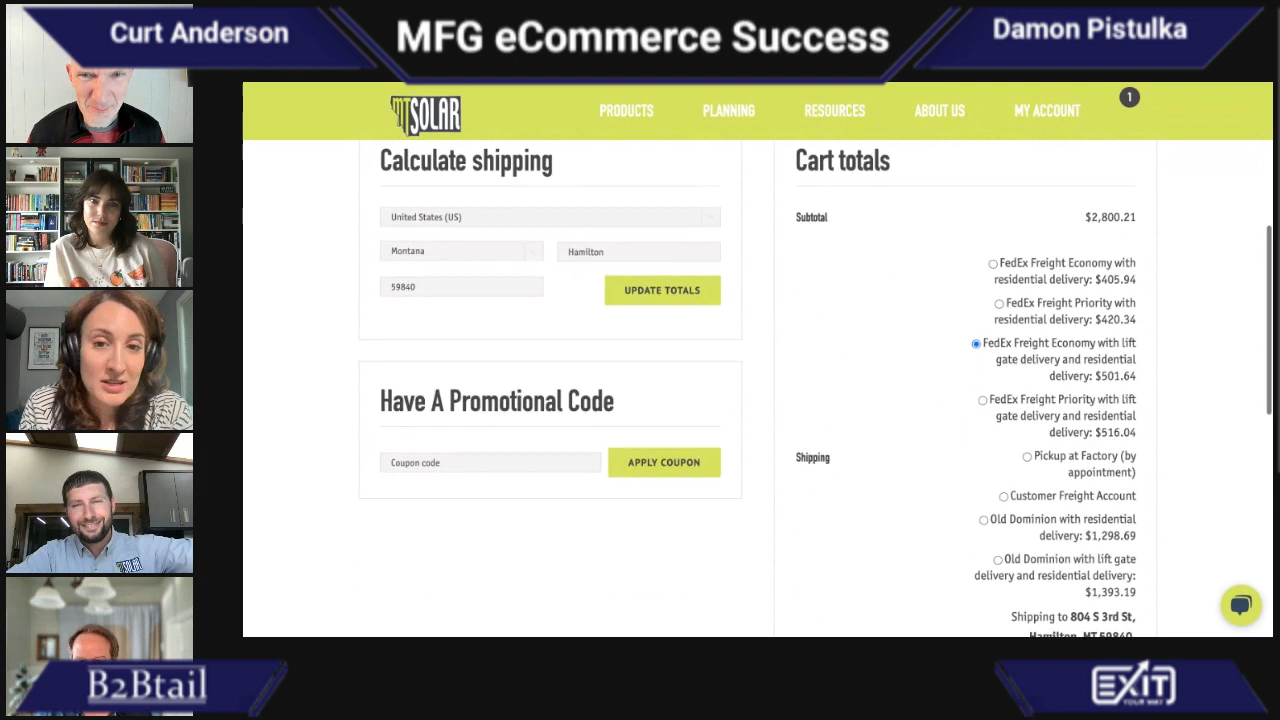 Curt Anderson
MFG eCommerce Success
Damon Pistulka
MTSOLAR
PRODUCTS
PLANNING
RESOURCES
ABOUT US
MY ACCOUNT
1
Calculate shipping
United States (US)
Montana
Hamilton
59840
UPDATE TOTALS
Have A Promotional Code
Coupon code
APPLY COUPON
Cart totals
Subtotal
$2,800.21
FedEx Freight Economy with
residential delivery: $405.94
FedEx Freight Priority with
residential delivery: $420.34
FedEx Freight Economy with lift
gate delivery and residential
delivery: $501.64
FedEx Freight Priority with lift
gate delivery and residential
delivery: $516.04
Shipping
Pickup at Factory (by
appointment)
Customer Freight Account
Old Dominion with residential
delivery: $1,298.69
Old Dominion with lift gate
delivery and residential delivery:
$1,393.19
Shipping to 804 S 3rd St,
Hamilton, MT 59840
SOLAR
B2Btail
EXIT
YOUR WAY